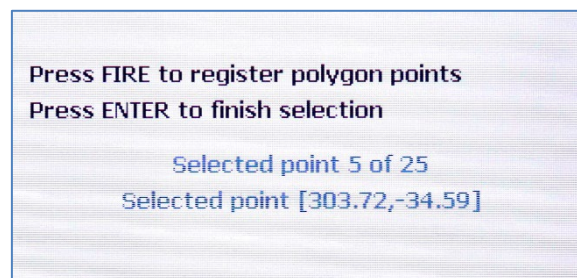 Press FIRE to register polygon points
Press ENTER to finish selection
Selected point 5 of 25
Selected point [303.72,-34.59]